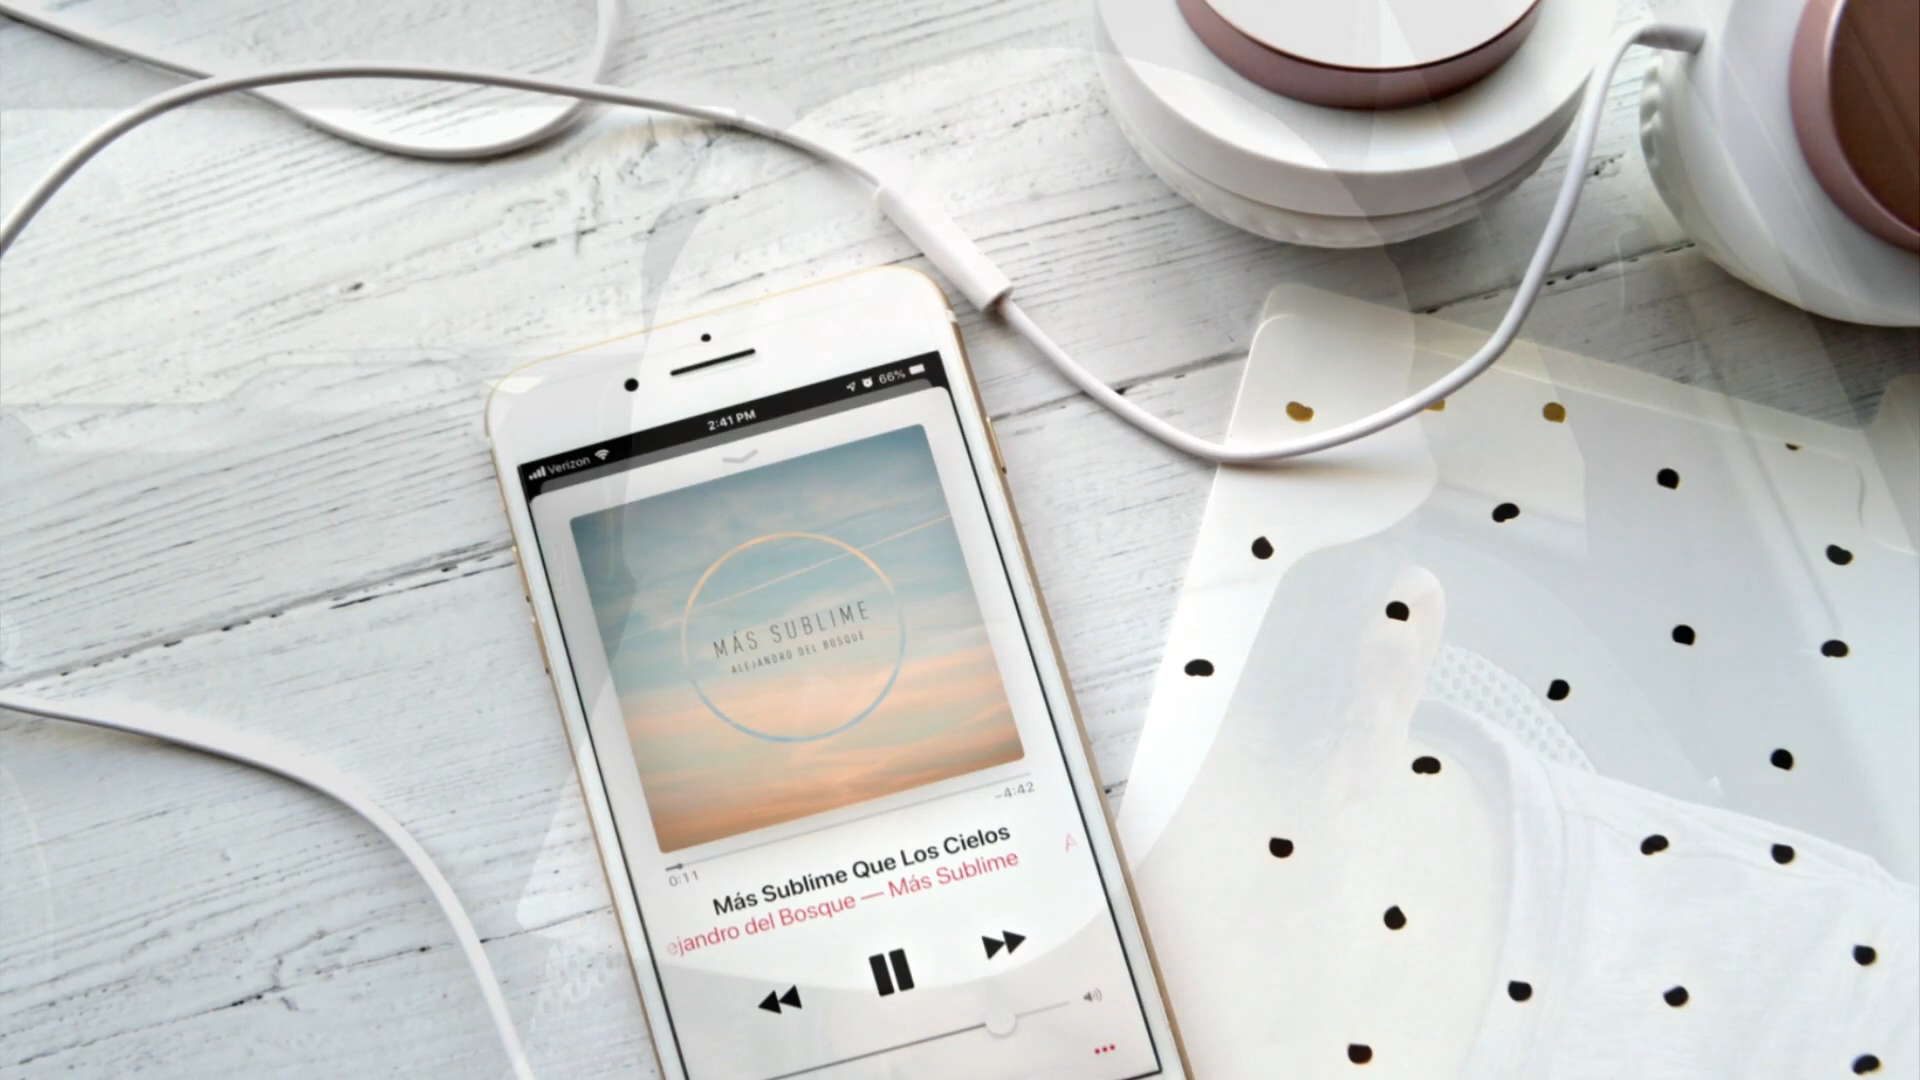 Verizon 2:41 PM 66%
MÁS SUBLIME
ALEJANDRO DEL BOSQUE
0:11 -4:42
Más Sublime Que Los Cielos
ejandro del Bosque — Más Sublime A